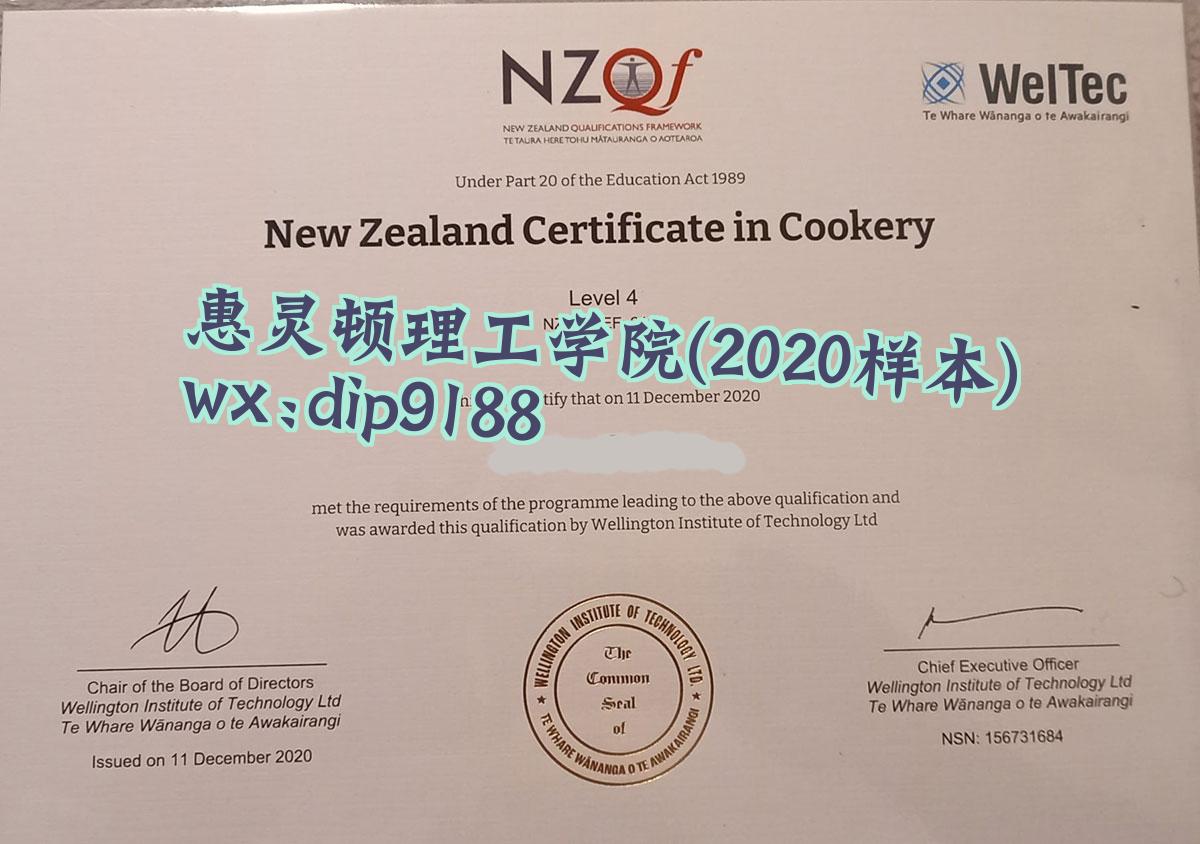 NZQf
NEW ZEALAND QUALIFICATIONS FRAMEWORK
TE TAURA HERE TOHU MĀTAURANGA O AOTEAROA
WelTec
Te Whare Wānanga o te Awakairangi
Under Part 20 of the Education Act 1989
New Zealand Certificate in Cookery
Level 4
惠灵顿理工学院(2020样本)
wx:dip9188
that on 11 December 2020
met the requirements of the programme leading to the above qualification and
was awarded this qualification by Wellington Institute of Technology Ltd
Chair of the Board of Directors
Wellington Institute of Technology Ltd
Te Whare Wānanga o te Awakairangi
Issued on 11 December 2020
WELLINGTON INSTITUTE OF TECHNOLOGY LTD.
The
Common
Seal
of
TE WHARE WĀNANGA O TE AWAKAIRANGI
Chief Executive Officer
Wellington Institute of Technology Ltd
Te Whare Wānanga o te Awakairangi
NSN: 156731684